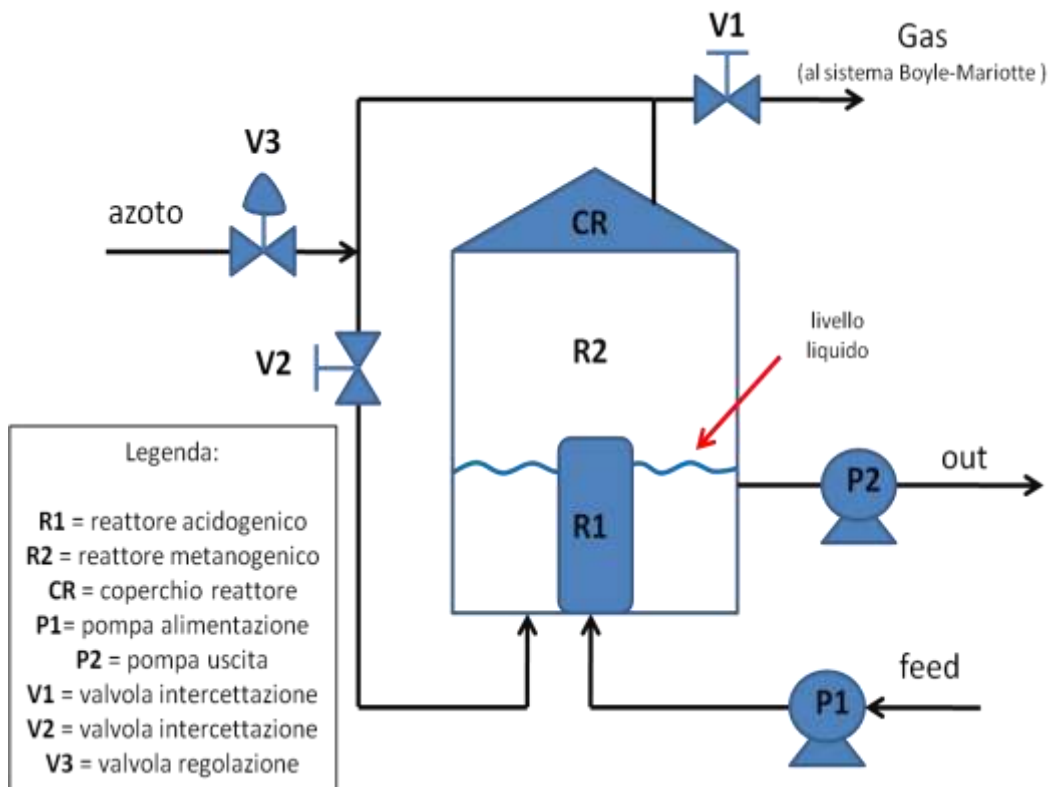 V1
Gas
(al sistema Boyle-Mariotte )
V3
azoto
CR
livello
liquido
R2
V2
Legenda:
R1 = reattore acidogenico
R2 = reattore metanogenico
CR = coperchio reattore
P1= pompa alimentazione
P2 = pompa uscita
V1 = valvola intercettazione
V2 = valvola intercettazione
V3 = valvola regolazione
R1
P2
out
P1
feed